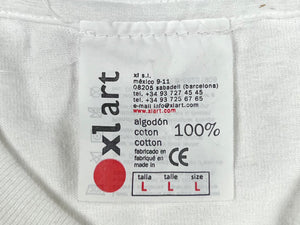 xlart
xl s.l.
méxico 9-11
08205 sabadell (barcelona)
tel. +34 93 727 45 45
tel. +34 93 725 67 65
e-mail info@xlart.com
www.xlart.com
algodón
coton 100%
cotton
fabricado en
fabriqué en
made in CE
talla taille size
L L L